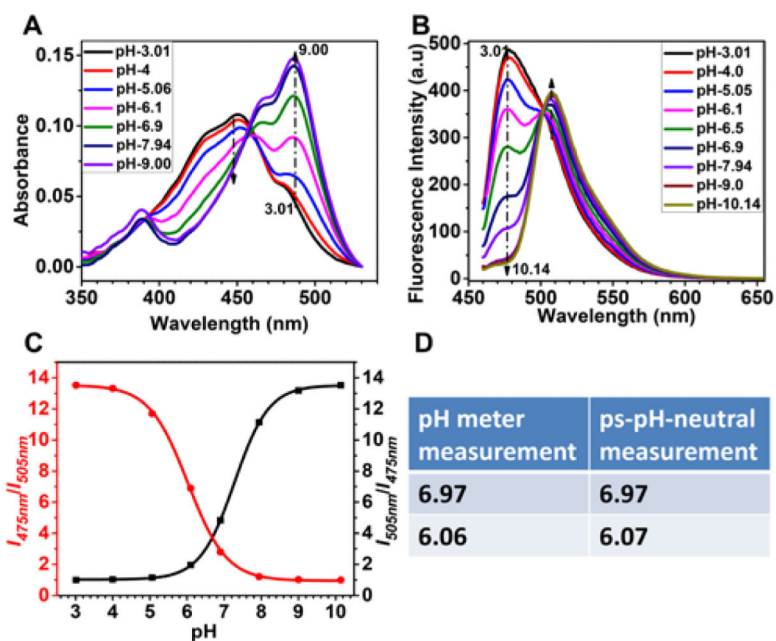 A
0.15
0.10
0.05
0.00
Absorbance
pH-3.01
pH-4
pH-5.06
pH-6.1
pH-6.9
pH-7.94
pH-9.00
9.00
3.01
350 400 450 500
Wavelength (nm)
B
500
400
300
200
100
0
Fluorescence Intensity (a.u)
3.01
10.14
pH-3.01
pH-4.0
pH-5.05
pH-6.1
pH-6.5
pH-6.9
pH-7.94
pH-9.0
pH-10.14
450 500 550 600 650
Wavelength (nm)
C
14
12
10
8
6
4
2
0
I475nm/I505nm
14
12
10
8
6
4
2
0
I505nm/I475nm
3 4 5 6 7 8 9 10
pH
D
pH meter measurement
ps-pH-neutral measurement
6.97 6.97
6.06 6.07